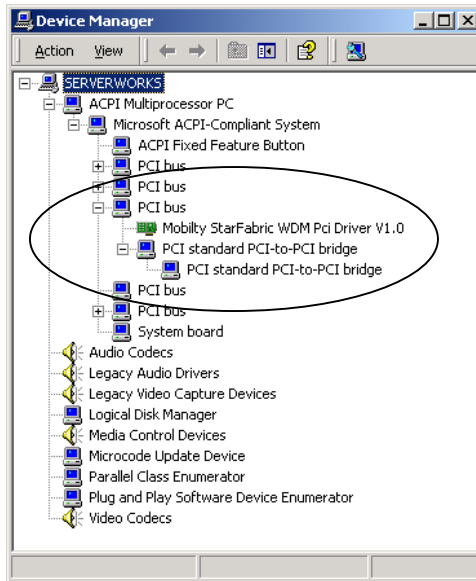 Device Manager
Action View
SERVERWORKS
ACPI Multiprocessor PC
Microsoft ACPI-Compliant System
ACPI Fixed Feature Button
PCI bus
PCI bus
PCI bus
Mobilty StarFabric WDM Pci Driver V1.0
PCI standard PCI-to-PCI bridge
PCI standard PCI-to-PCI bridge
PCI bus
PCI bus
System board
Audio Codecs
Legacy Audio Drivers
Legacy Video Capture Devices
Logical Disk Manager
Media Control Devices
Microcode Update Device
Parallel Class Enumerator
Plug and Play Software Device Enumerator
Video Codecs